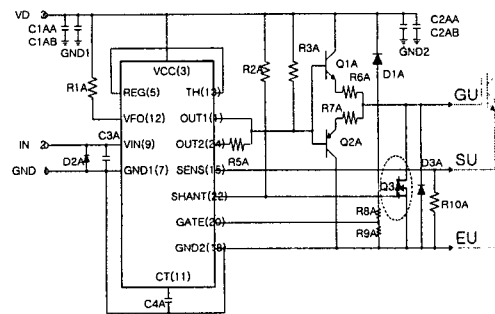 VD
C1AA
C1AB
GND1
C2AA
C2AB
GND2
VCC(3)
R2A
R3A
Q1A
R6A
D1A
R1A
REG(5)
TH(13)
R7A
GU
VFO(12)
OUT1(1)
Q2A
C3A
IN
VIN(9)
OUT2(24)
D2A
R5A
GND
GND1(7)
SENS(15)
D3A
SU
SHANT(22)
Q3A
R8A
R10A
GATE(20)
R9A
GND2(18)
EU
CT(11)
C4A